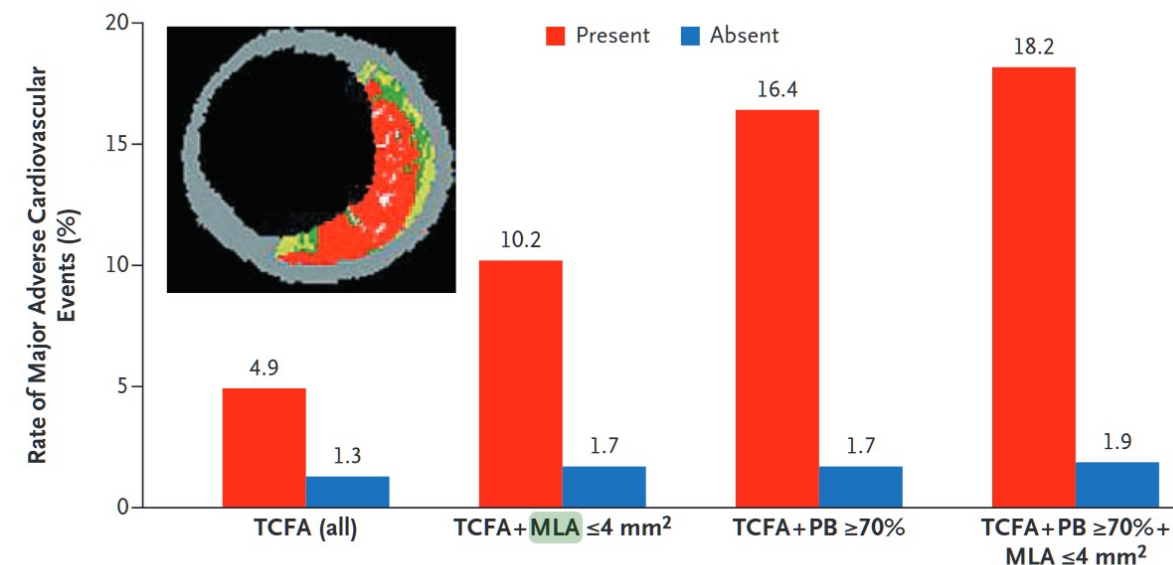 Rate of Major Adverse Cardiovascular
Events (%)
20
15
10
5
0
Present
Absent
4.9
1.3
10.2
1.7
16.4
1.7
18.2
1.9
TCFA (all)
TCFA+MLA ≤4 mm²
TCFA+PB ≥70%
TCFA+PB ≥70%+
MLA ≤4 mm²